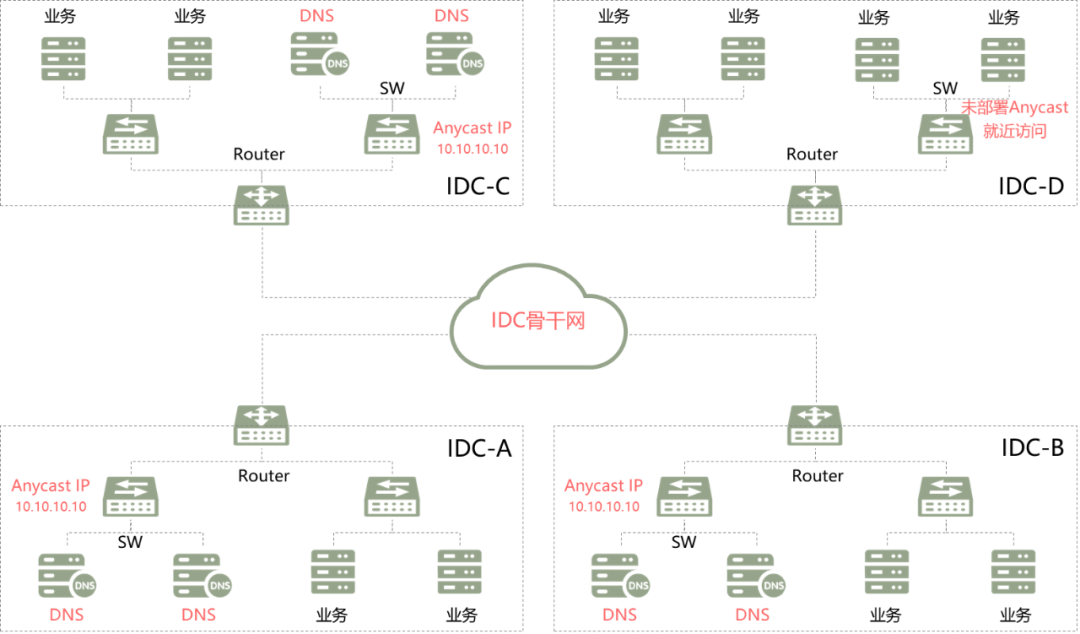 业务
业务
DNS
DNS
DNS
DNS
SW
Anycast IP
10.10.10.10
Router
IDC-C
业务
业务
业务
业务
SW
未部署Anycast
就近访问
Router
IDC-D
IDC骨干网
IDC-A
Router
Anycast IP
10.10.10.10
SW
DNS
DNS
DNS
DNS
业务
业务
IDC-B
Router
Anycast IP
10.10.10.10
SW
DNS
DNS
DNS
DNS
业务
业务